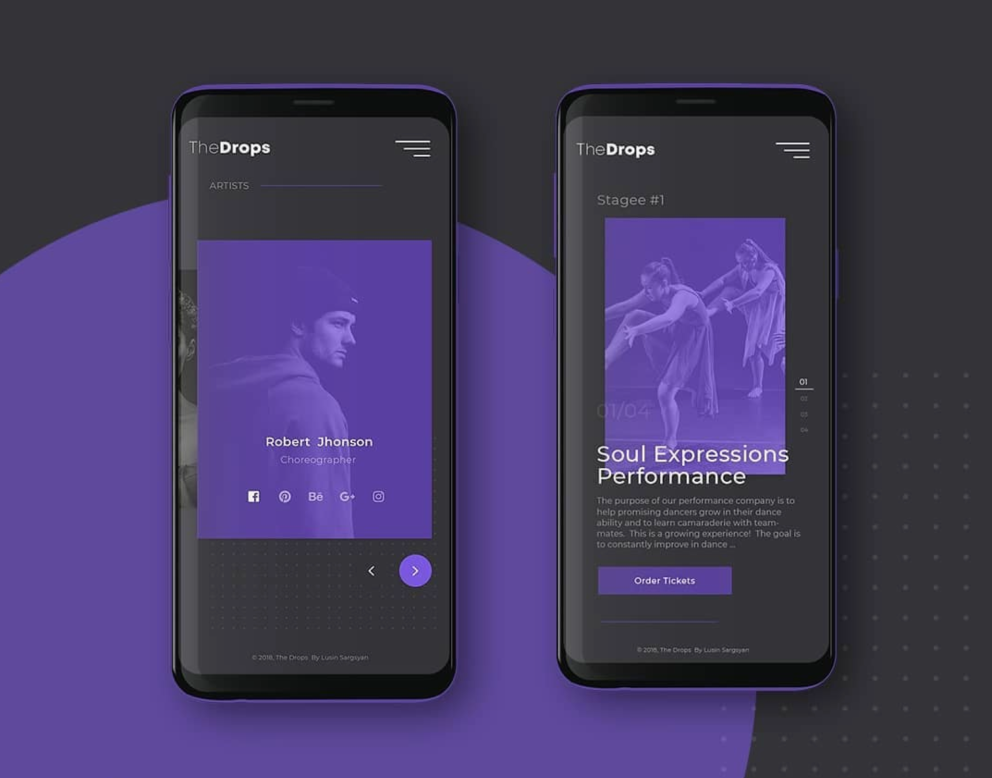 TheDrops
ARTISTS
Robert Jhonson
Choreographer
Bē
G+
© 2018, The Drops By Lusin Sargsyan
TheDrops
Stagee #1
01
02
03
04
01/04
Soul Expressions
Performance
The purpose of our performance company is to
help promising dancers grow in their dance
ability and to learn camaraderie with team-
mates. This is a growing experience! The goal is
to constantly improve in dance ...
Order Tickets
© 2018, The Drops By Lusin Sargsyan